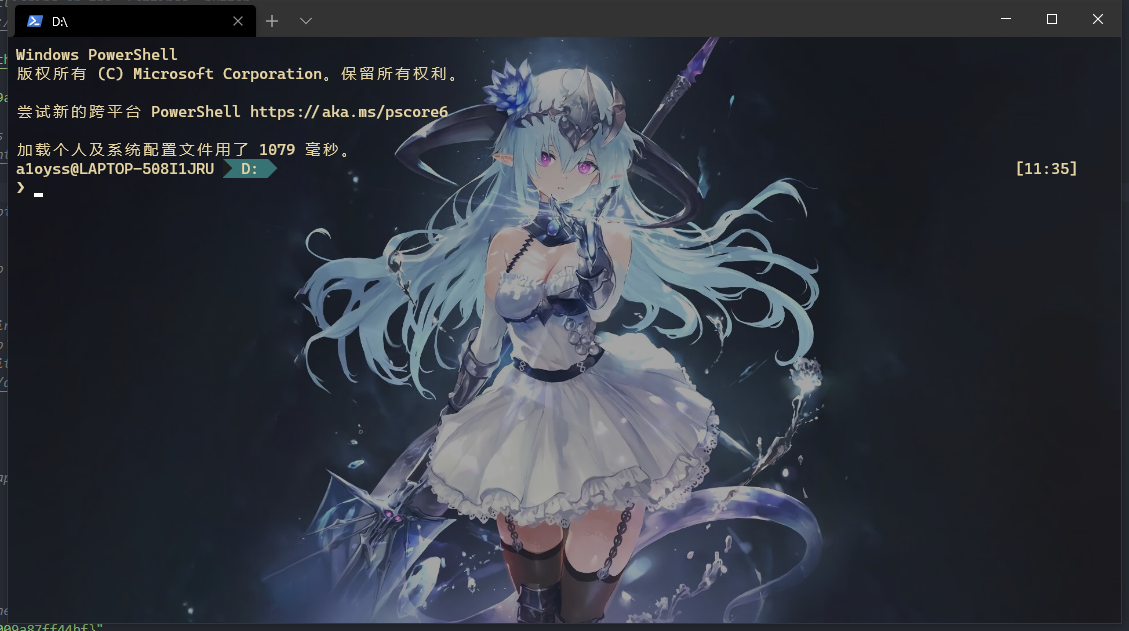 D:\
Windows PowerShell
版权所有 (C) Microsoft Corporation。保留所有权利。
尝试新的跨平台 PowerShell https://aka.ms/pscore6
加载个人及系统配置文件用了 1079 毫秒。
a1oyss@LAPTOP-508I1JRU D: [11:35]
❯
009a87ff44bf}"